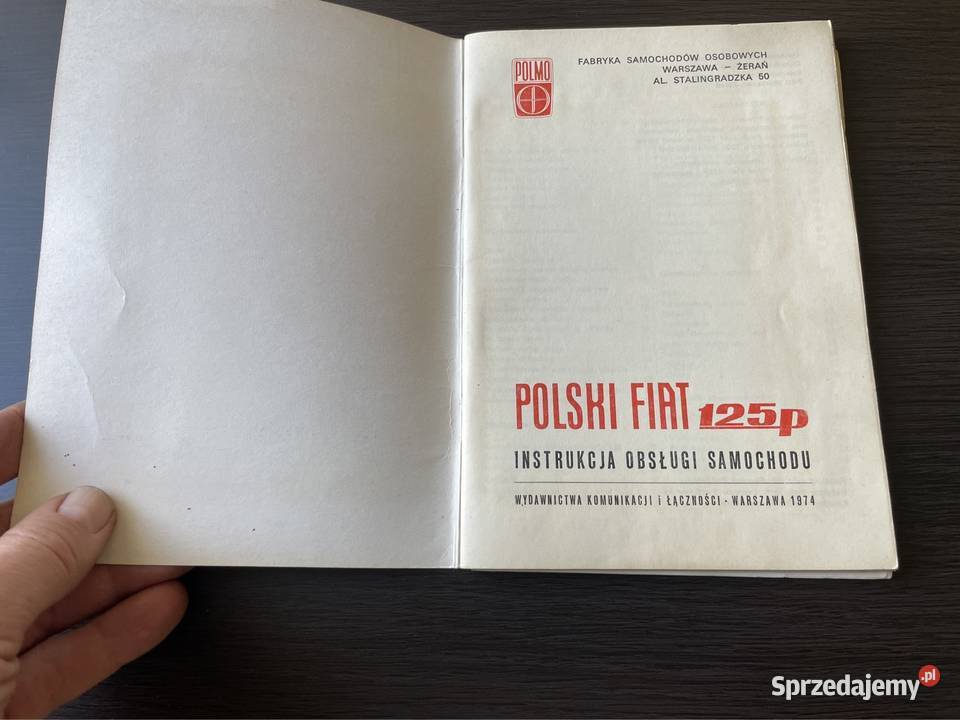 POLMO
FABRYKA SAMOCHODÓW OSOBOWYCH
WARSZAWA – ŻERAŃ
AL. STALINGRADZKA 50
POLSKI FIAT 125p
INSTRUKCJA OBSŁUGI SAMOCHODU
WYDAWNICTWA KOMUNIKACJI i ŁĄCZNOŚCI · WARSZAWA 1974
Sprzedajemy.pl